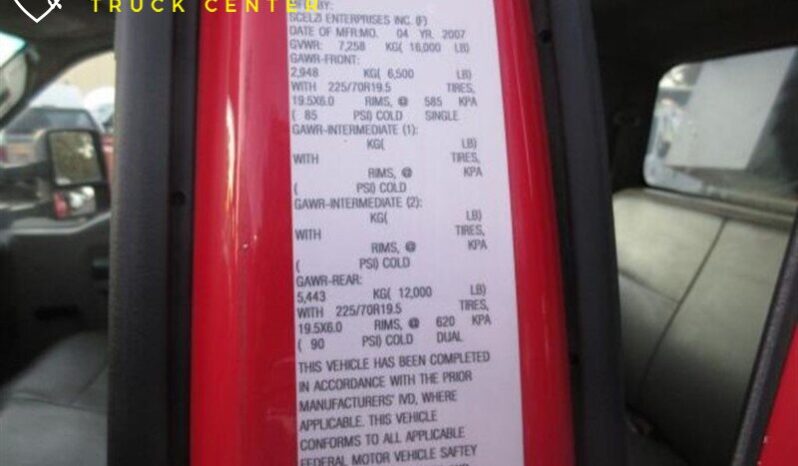 TRUCK CENTER
BY:
SCELZI ENTERPRISES INC. (F)
DATE OF MFR:MO. 04 YR. 2007
GVWR: 7,258 KG( 16,000 LB)
GAWR-FRONT:
2,948 KG( 6,500 LB)
WITH 225/70R19.5 TIRES,
19.5X6.0 RIMS, @ 585 KPA
( 85 PSI) COLD SINGLE
GAWR-INTERMEDIATE (1):
KG( LB)
WITH TIRES,
RIMS, @ KPA
( PSI) COLD
GAWR-INTERMEDIATE (2):
KG( LB)
WITH TIRES,
RIMS, @ KPA
( PSI) COLD
GAWR-REAR:
5,443 KG( 12,000 LB)
WITH 225/70R19.5 TIRES,
19.5X6.0 RIMS, @ 620 KPA
( 90 PSI) COLD DUAL
THIS VEHICLE HAS BEEN COMPLETED
IN ACCORDANCE WITH THE PRIOR
MANUFACTURERS' IVD, WHERE
APPLICABLE. THIS VEHICLE
CONFORMS TO ALL APPLICABLE
FEDERAL MOTOR VEHICLE SAFTEY